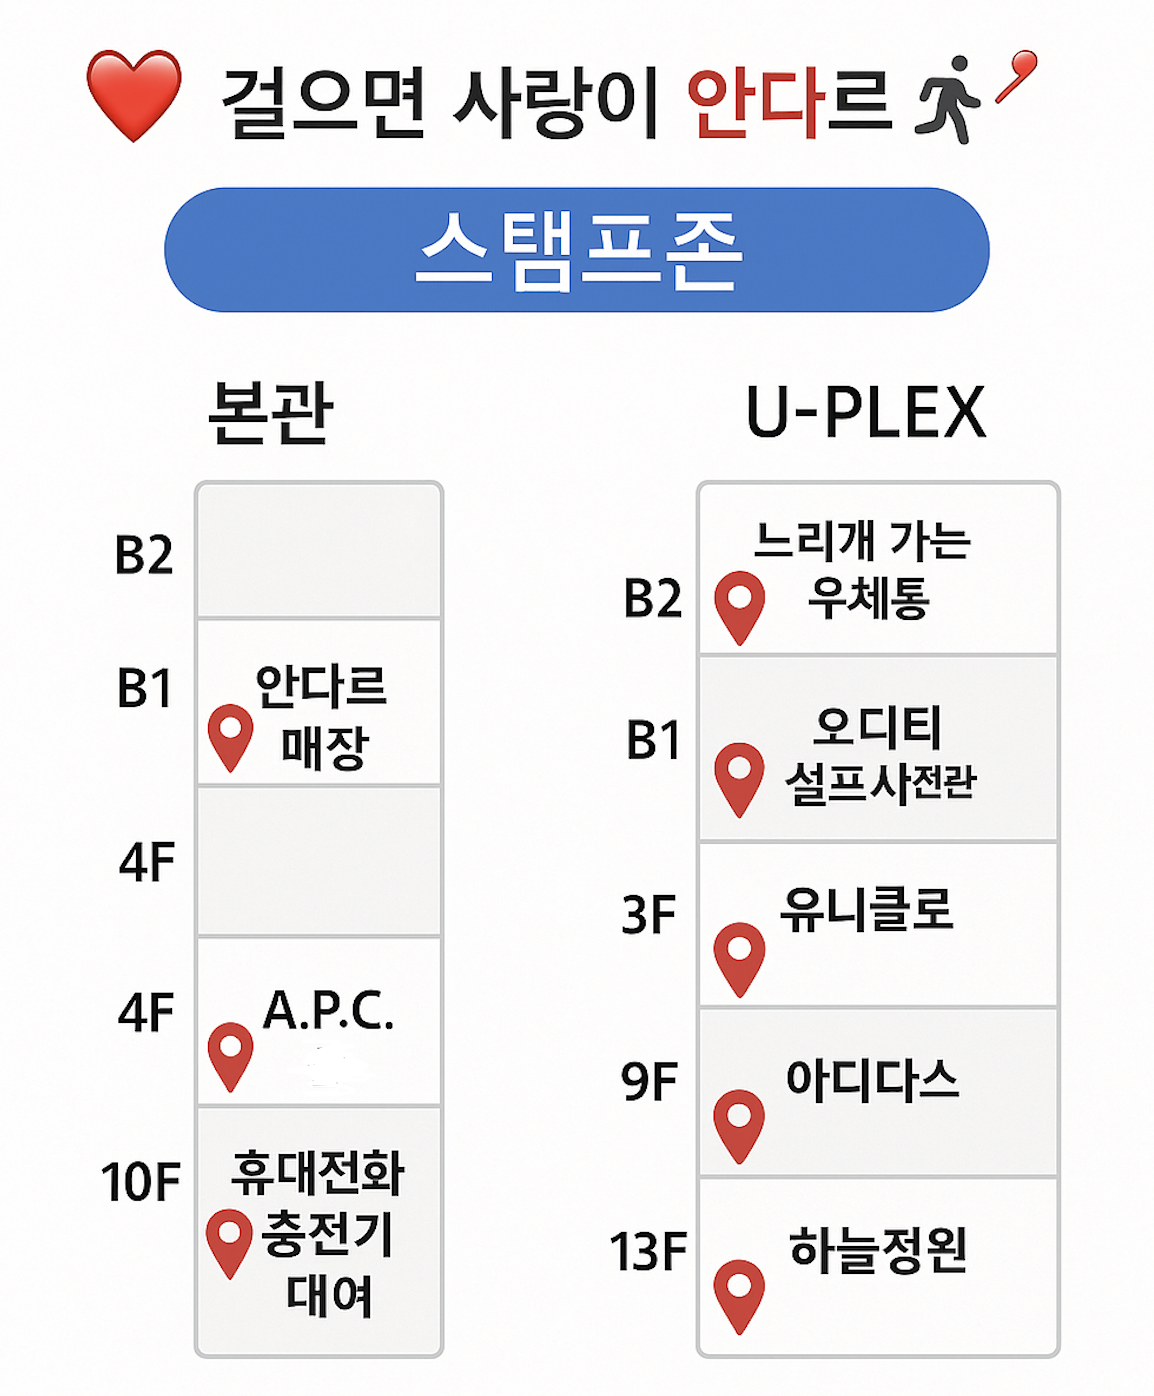 걸으면 사랑이 안다르
스탬프존
본관
B2
B1
안다르
매장
4F
4F
A.P.C.
10F
휴대전화
충전기
대여
U-PLEX
B2
느리개 가는
우체통
B1
오디티
설프사전관
3F
유니클로
9F
아디다스
13F
하늘정원